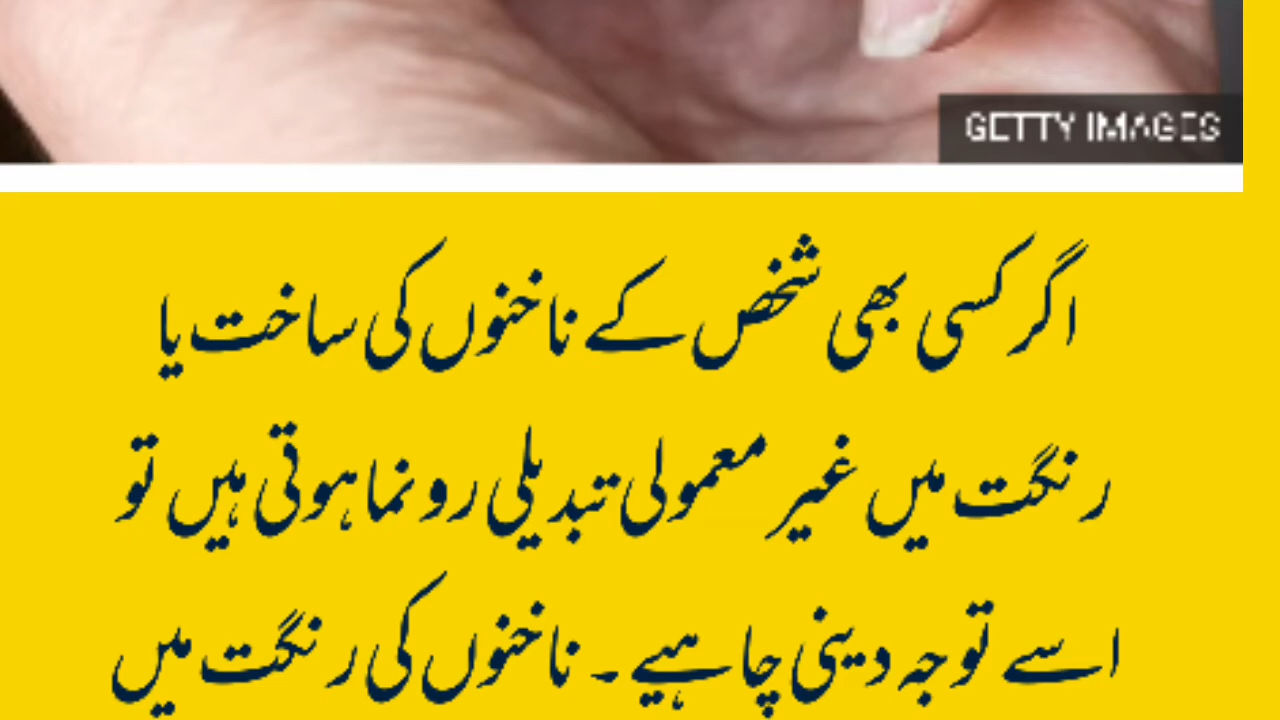 GETTY IMAGES
اگر کسی بھی شخص کے ناخنوں کی ساخت یا
رنگت میں غیر معمولی تبدیلی رونما ہوتی ہیں تو
اسے توجہ دینی چاہیے ۔ ناخنوں کی رنگت میں